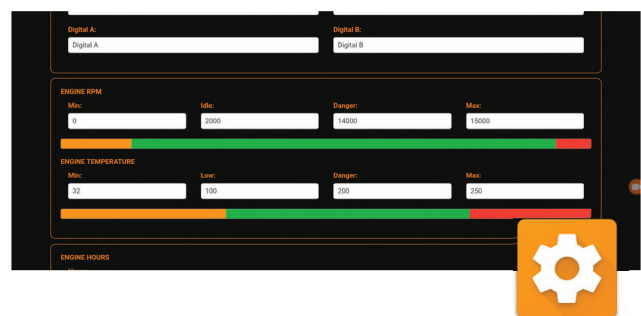 Digital A: Digital B:
Digital A Digital B
ENGINE RPM
Min: Idle: Danger: Max:
0 2000 14000 15000
ENGINE TEMPERATURE
Min: Low: Danger: Max:
32 100 200 250
ENGINE HOURS